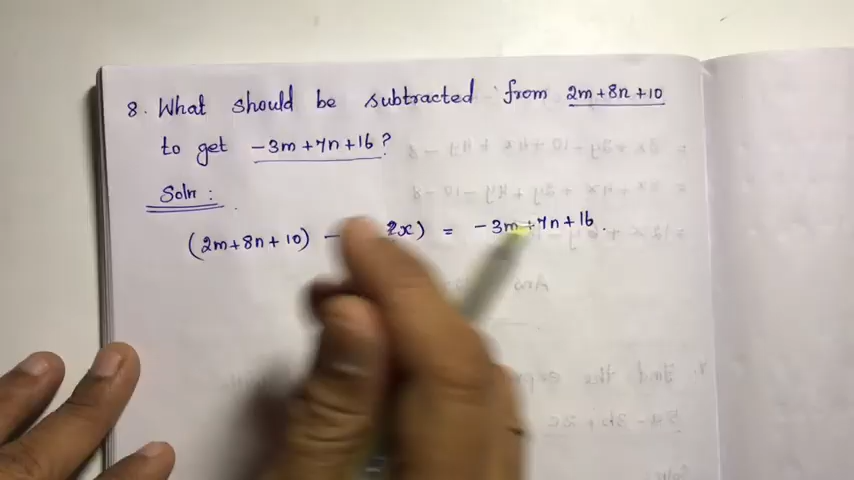 8. What should be subtracted from 2m+8n+10
to get -3m+7n+16?
Soln:
(2m+8n+10) - x) = -3m+7n+16.